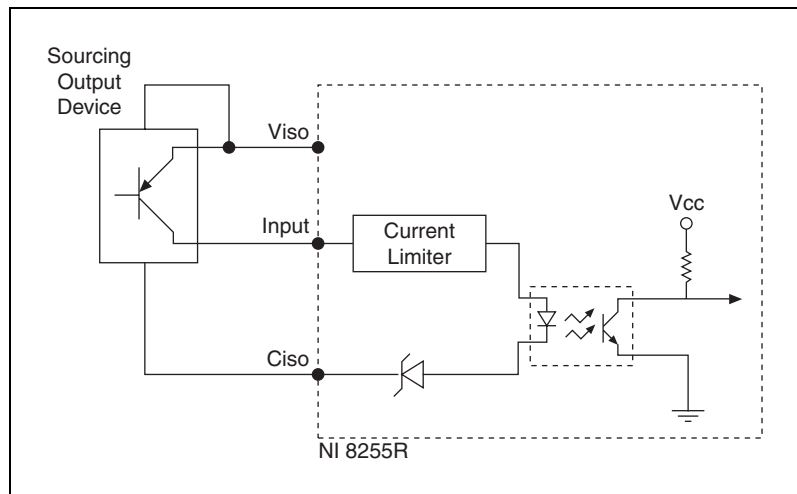 Sourcing
Output
Device
Viso
Vcc
Input
Current
Limiter
Ciso
NI 8255R